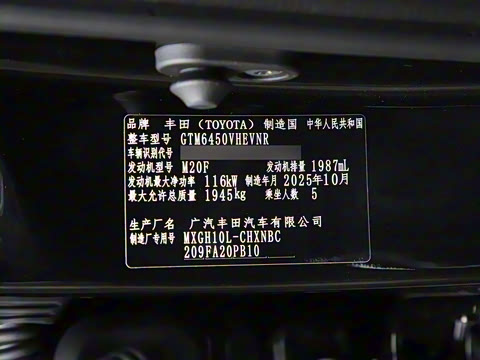 品牌 丰田（TOYOTA） 制造国 中华人民共和国
整车型号 GTM6450VHEVNR
车辆识别代号
发动机型号 M20F 发动机排量 1987mL
发动机最大净功率 116kW 制造年月 2025年10月
最大允许总质量 1945kg 乘坐人数 5
生产厂名 广汽丰田汽车有限公司
制造厂专用号 MXGH10L-CHXNBC
209FA20PB10